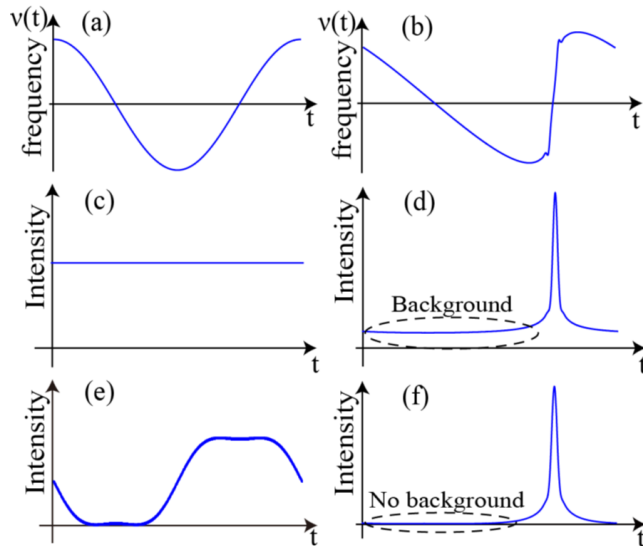 ν(t) (a)
frequency
t
ν(t) (b)
frequency
t
(c)
Intensity
t
(d)
Intensity
Background
t
(e)
Intensity
t
(f)
Intensity
No background
t